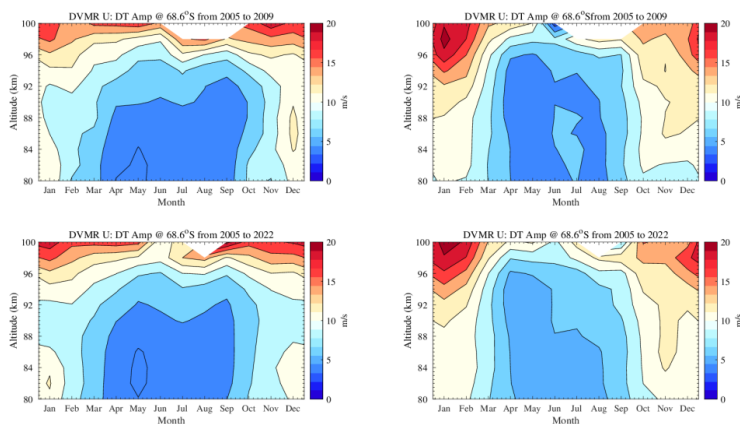 DVMR U: DT Amp @ 68.6°S from 2005 to 2009
100
96
92
88
84
80
Altitude (km)
Jan Feb Mar Apr May Jun Jul Aug Sep Oct Nov Dec
Month
20
15
10
5
0
m/s
DVMR U: DT Amp @ 68.6°Sfrom 2005 to 2009
100
96
92
88
84
80
Altitude (km)
Jan Feb Mar Apr May Jun Jul Aug Sep Oct Nov Dec
Month
20
15
10
5
0
m/s
DVMR U: DT Amp @ 68.6°S from 2005 to 2022
100
96
92
88
84
80
Altitude (km)
Jan Feb Mar Apr May Jun Jul Aug Sep Oct Nov Dec
Month
20
15
10
5
0
m/s
DVMR U: DT Amp @ 68.6°S from 2005 to 2022
100
96
92
88
84
80
Altitude (km)
Jan Feb Mar Apr May Jun Jul Aug Sep Oct Nov Dec
Month
20
15
10
5
0
m/s